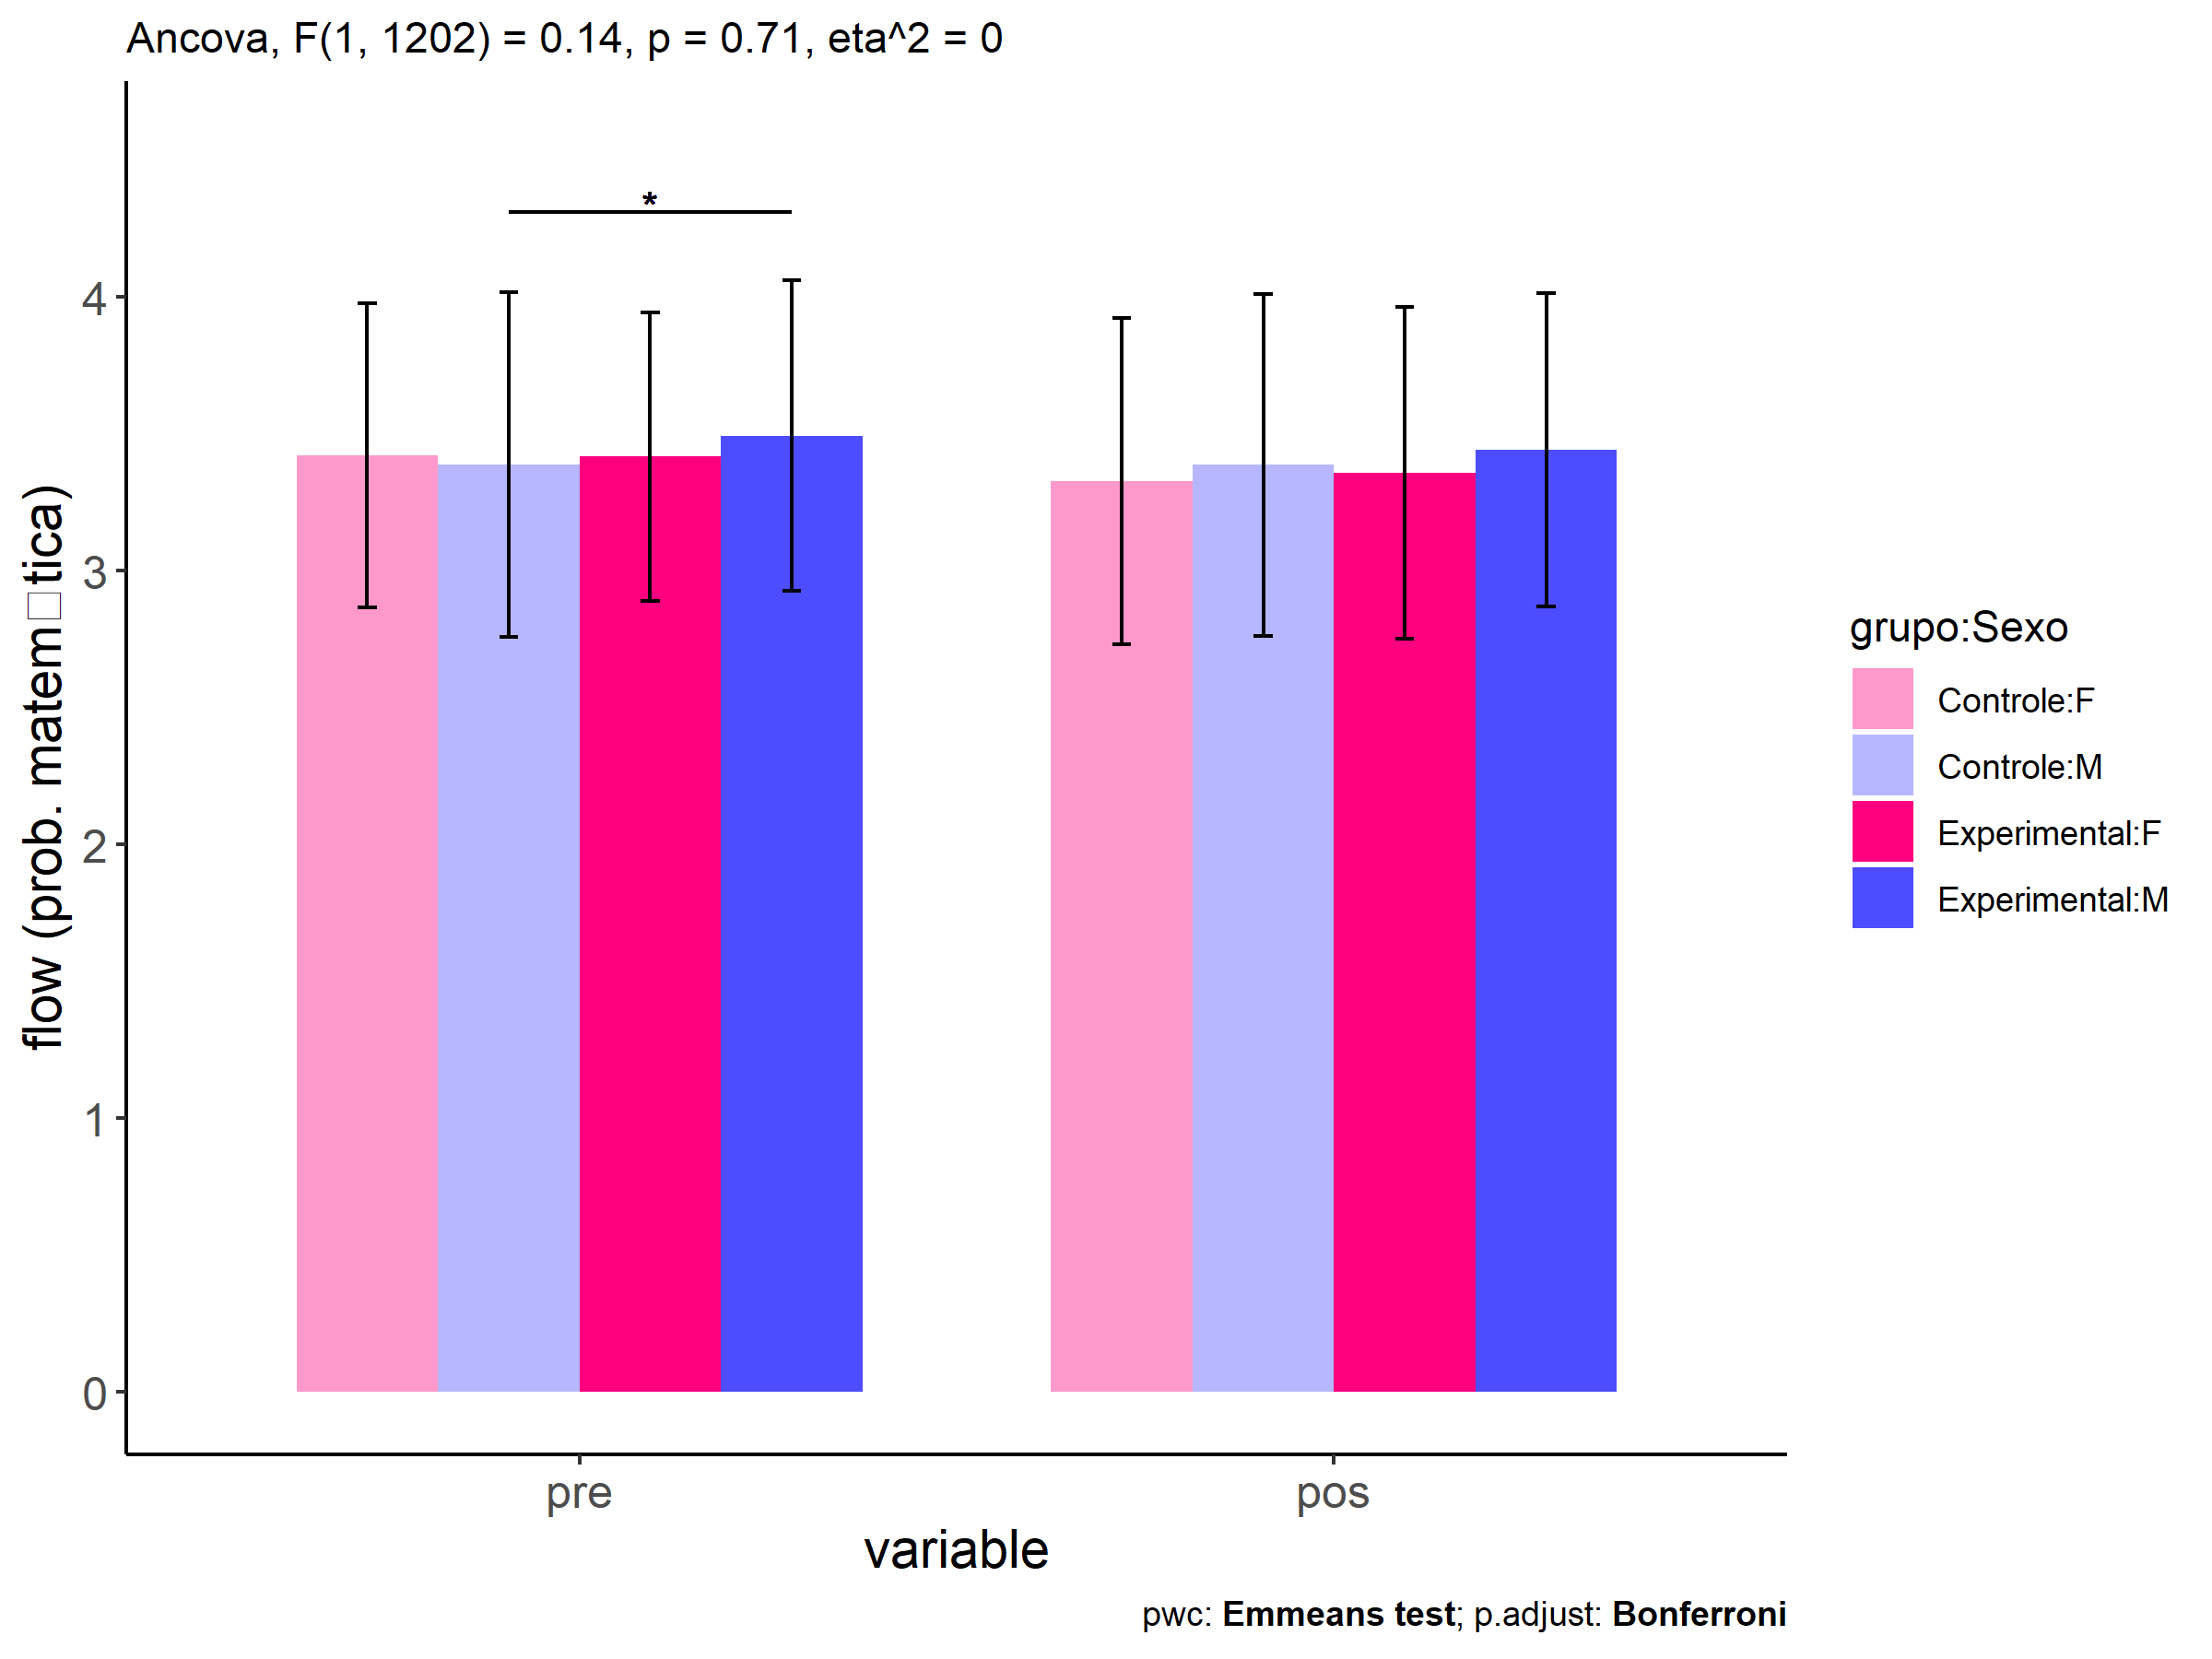 Ancova, F(1, 1202) = 0.14, p = 0.71, eta^2 = 0
*
4
3
2
1
0
flow (prob. matem□tica)
pre
pos
variable
grupo:Sexo
Controle:F
Controle:M
Experimental:F
Experimental:M
pwc: Emmeans test; p.adjust: Bonferroni